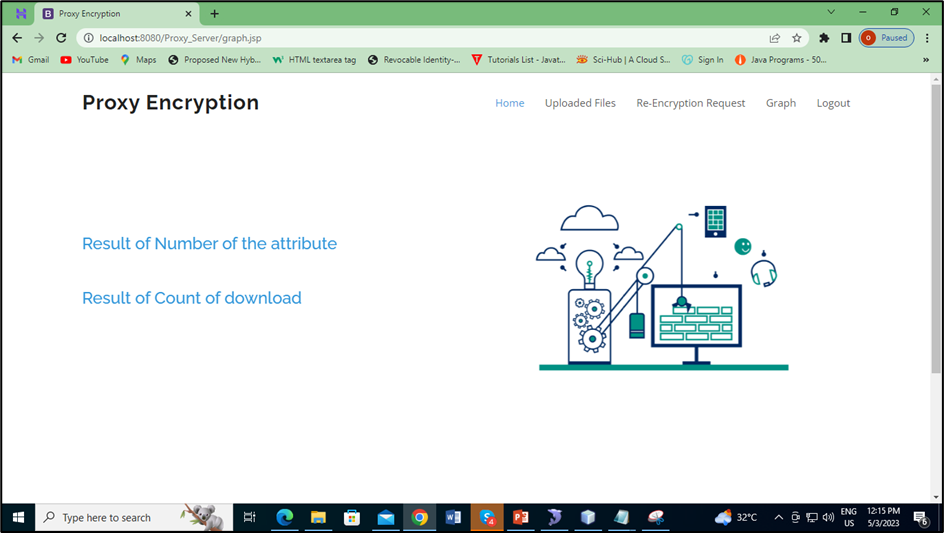 Proxy Encryption
localhost:8080/Proxy_Server/graph.jsp
Paused
Gmail YouTube Maps Proposed New Hyb... HTML textarea tag Revocable Identity-... Tutorials List - Javat... Sci-Hub | A Cloud S... Sign In Java Programs - 50...
Proxy Encryption
Home Uploaded Files Re-Encryption Request Graph Logout
Result of Number of the attribute
Result of Count of download
Type here to search
32°C
ENG
US
12:15 PM
5/3/2023